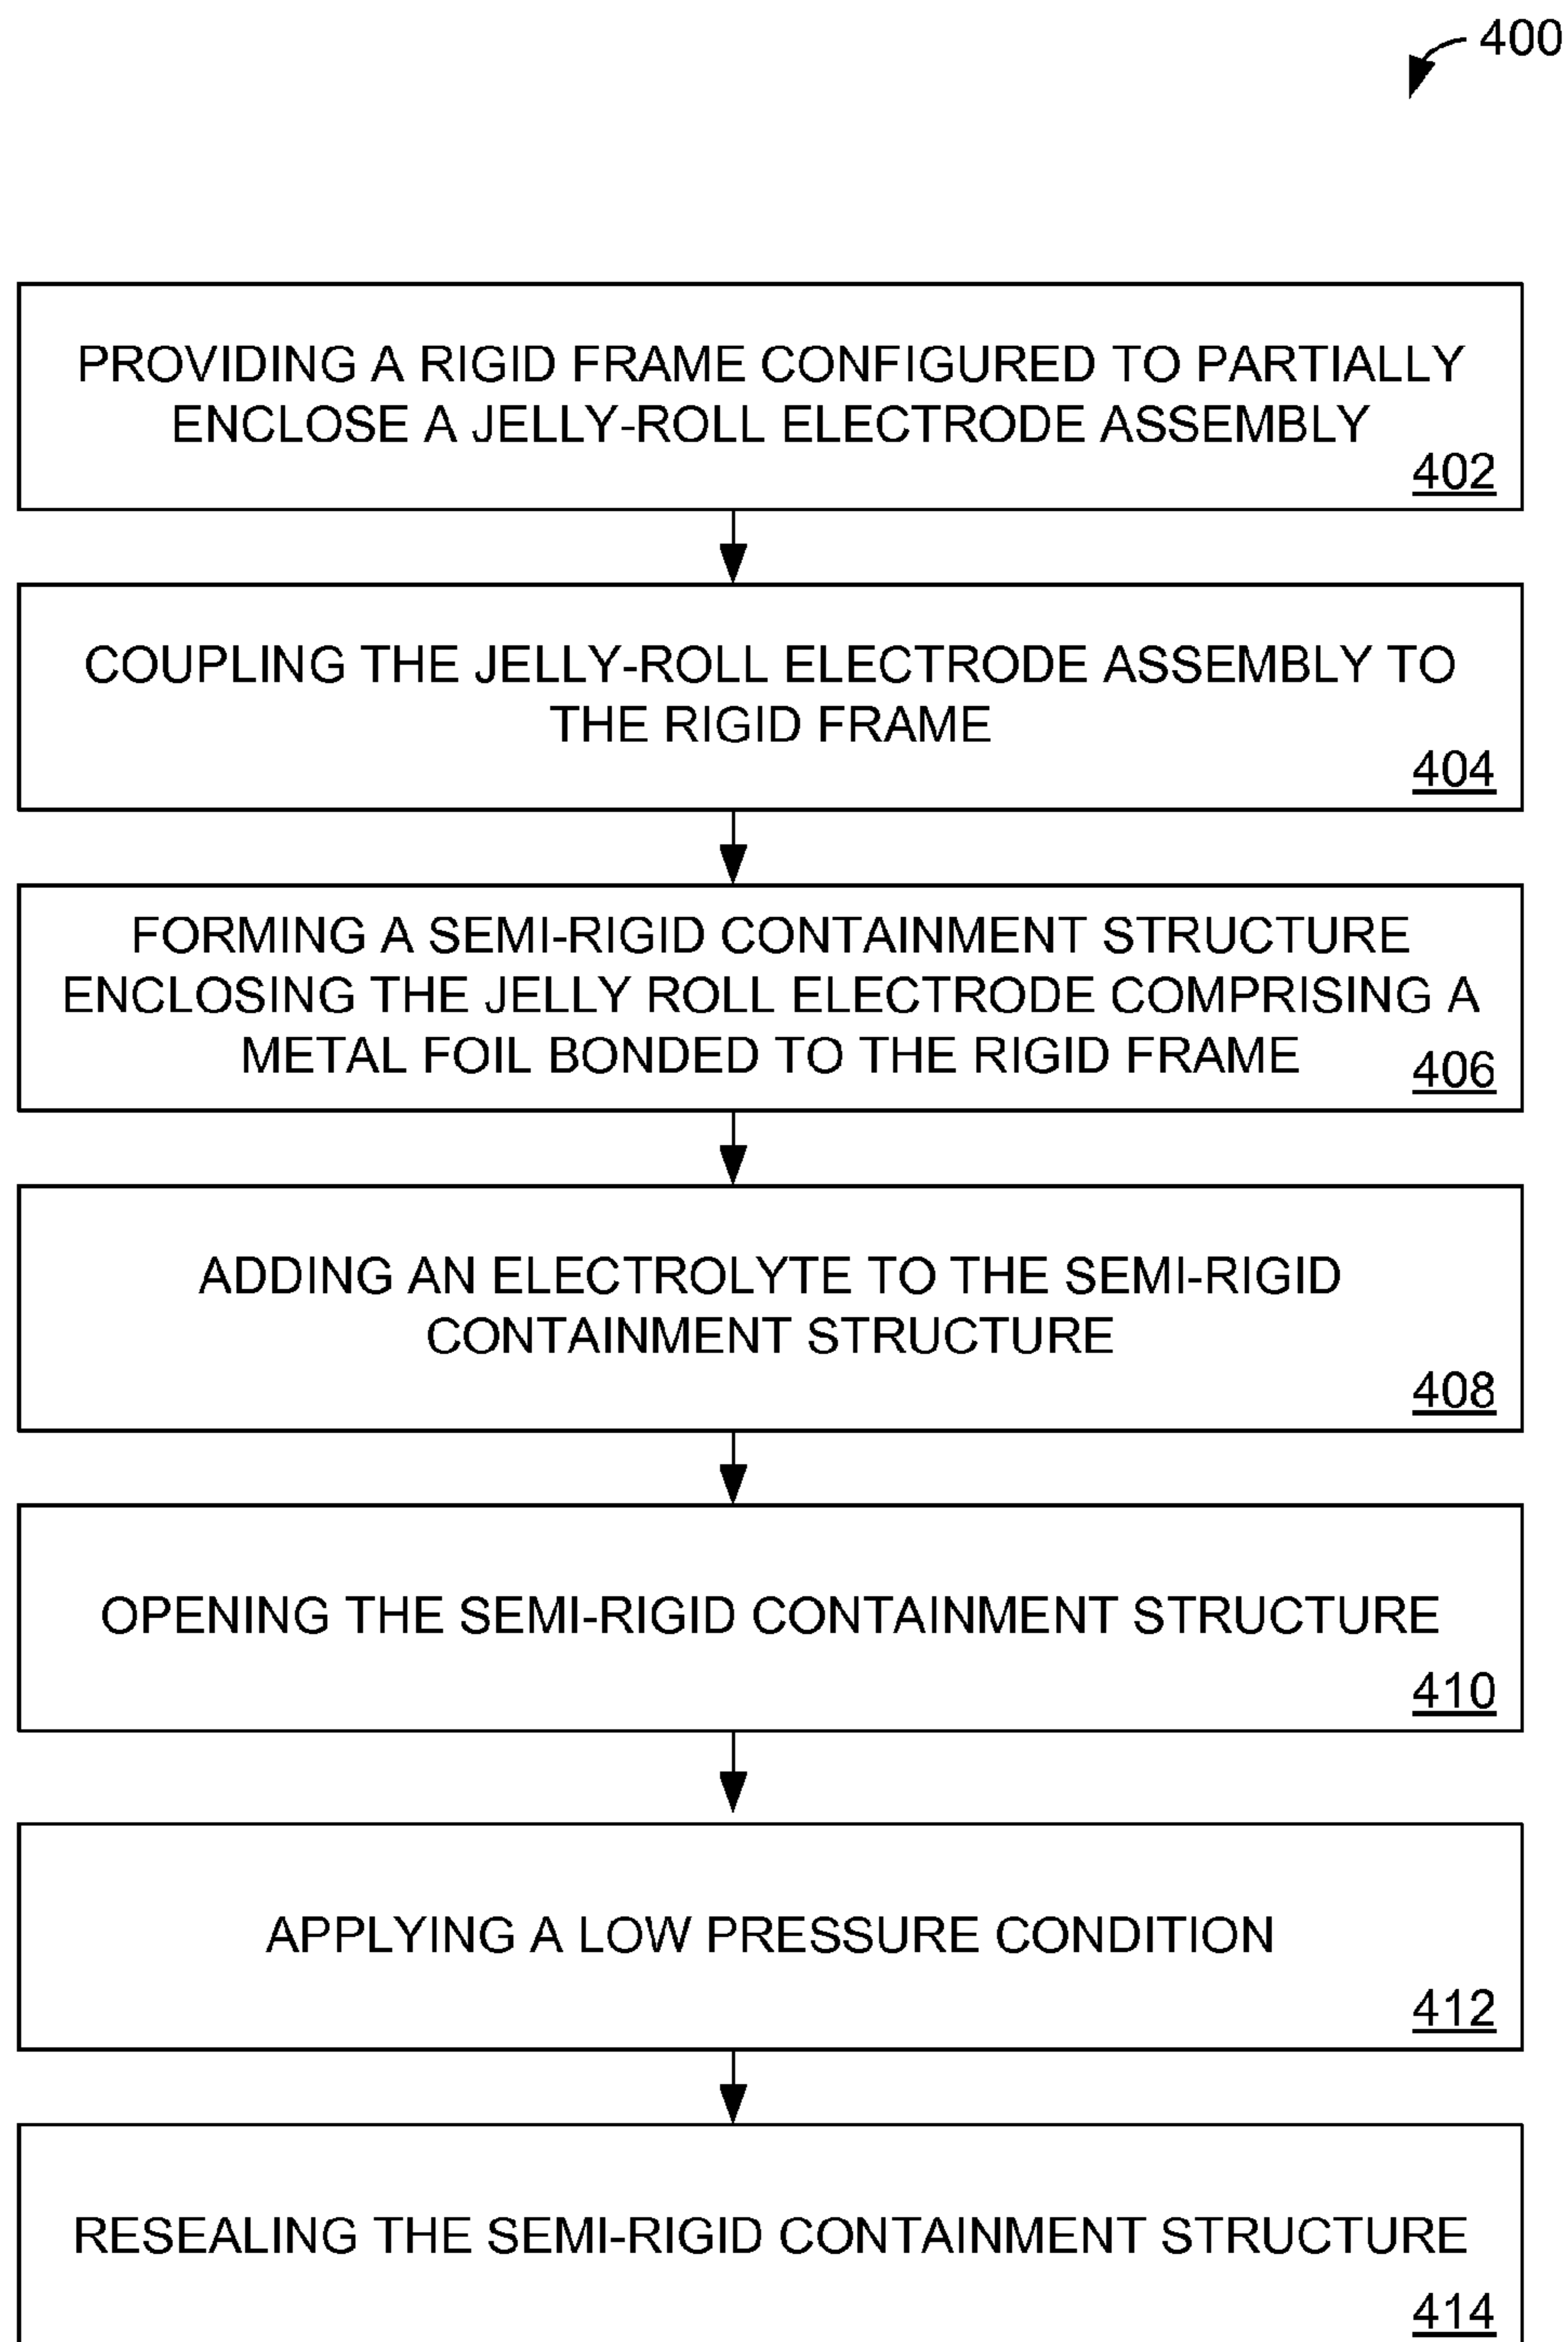 400
PROVIDING A RIGID FRAME CONFIGURED TO PARTIALLY
ENCLOSE A JELLY-ROLL ELECTRODE ASSEMBLY
402
COUPLING THE JELLY-ROLL ELECTRODE ASSEMBLY TO
THE RIGID FRAME
404
FORMING A SEMI-RIGID CONTAINMENT STRUCTURE
ENCLOSING THE JELLY ROLL ELECTRODE COMPRISING A
METAL FOIL BONDED TO THE RIGID FRAME
406
ADDING AN ELECTROLYTE TO THE SEMI-RIGID
CONTAINMENT STRUCTURE
408
OPENING THE SEMI-RIGID CONTAINMENT STRUCTURE
410
APPLYING A LOW PRESSURE CONDITION
412
RESEALING THE SEMI-RIGID CONTAINMENT STRUCTURE
414